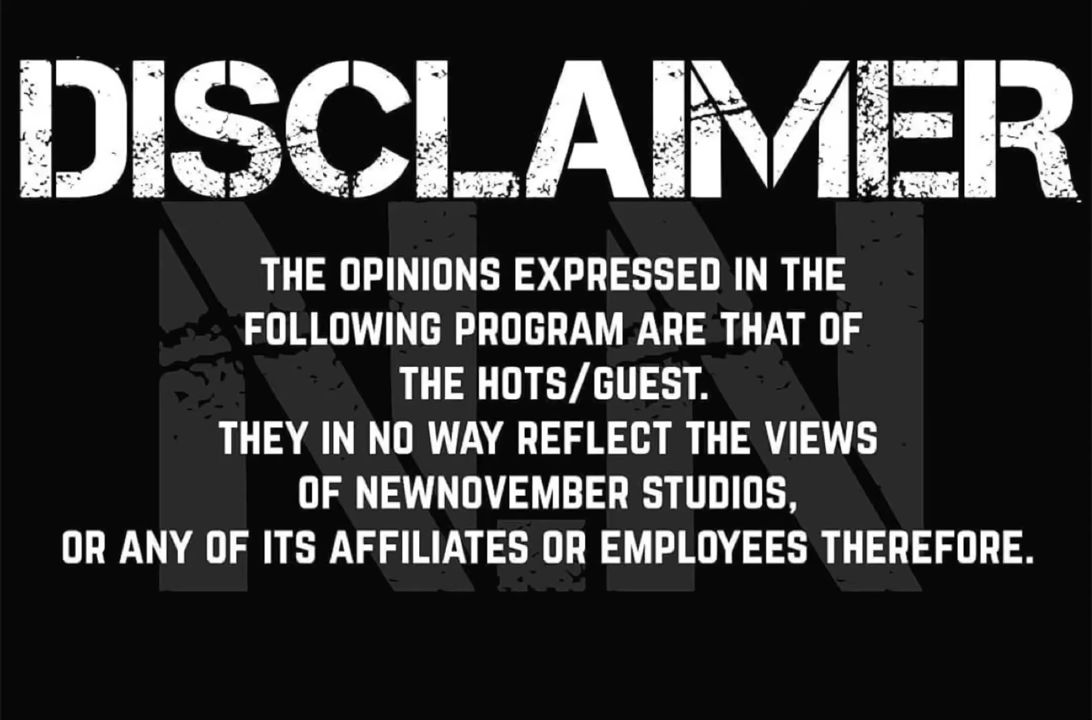 DISCLAIMER
THE OPINIONS EXPRESSED IN THE
FOLLOWING PROGRAM ARE THAT OF
THE HOTS/GUEST.
THEY IN NO WAY REFLECT THE VIEWS
OF NEWNOVEMBER STUDIOS,
OR ANY OF ITS AFFILIATES OR EMPLOYEES THEREFORE.
N.N